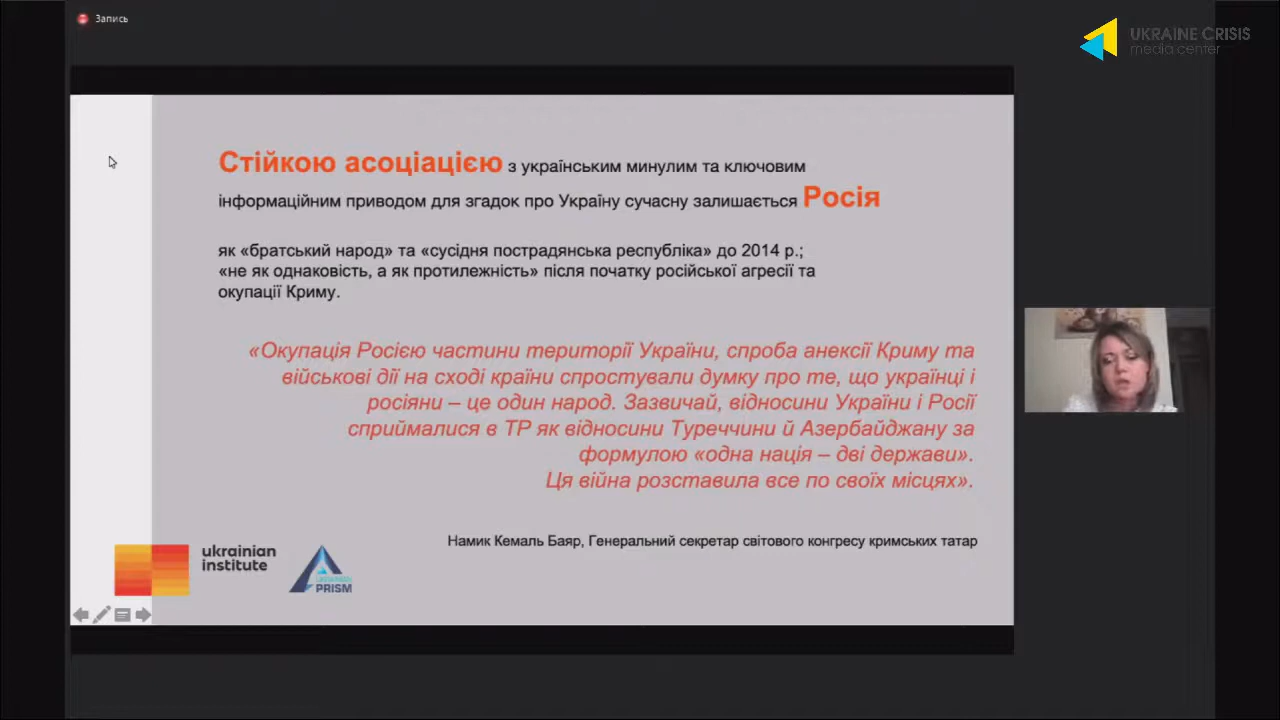 Запись
UKRAINE CRISIS
media center
Стійкою асоціацією з українським минулим та ключовим
інформаційним приводом для згадок про Україну сучасну залишається Росія
як «братський народ» та «сусідня пострадянська республіка» до 2014 р.;
«не як однаковість, а як протилежність» після початку російської агресії та
окупації Криму.
«Окупація Росією частини території України, спроба анексії Криму та
військові дії на сході країни спростували думку про те, що українці і
росіяни – це один народ. Зазвичай, відносини України і Росії
сприймалися в ТР як відносини Туреччини й Азербайджану за
формулою «одна нація – дві держави».
Ця війна розставила все по своїх місцях».
Намик Кемаль Баяр, Генеральний секретар світового конгресу кримських татар
ukrainian
institute
UKRAINIAN
PRISM